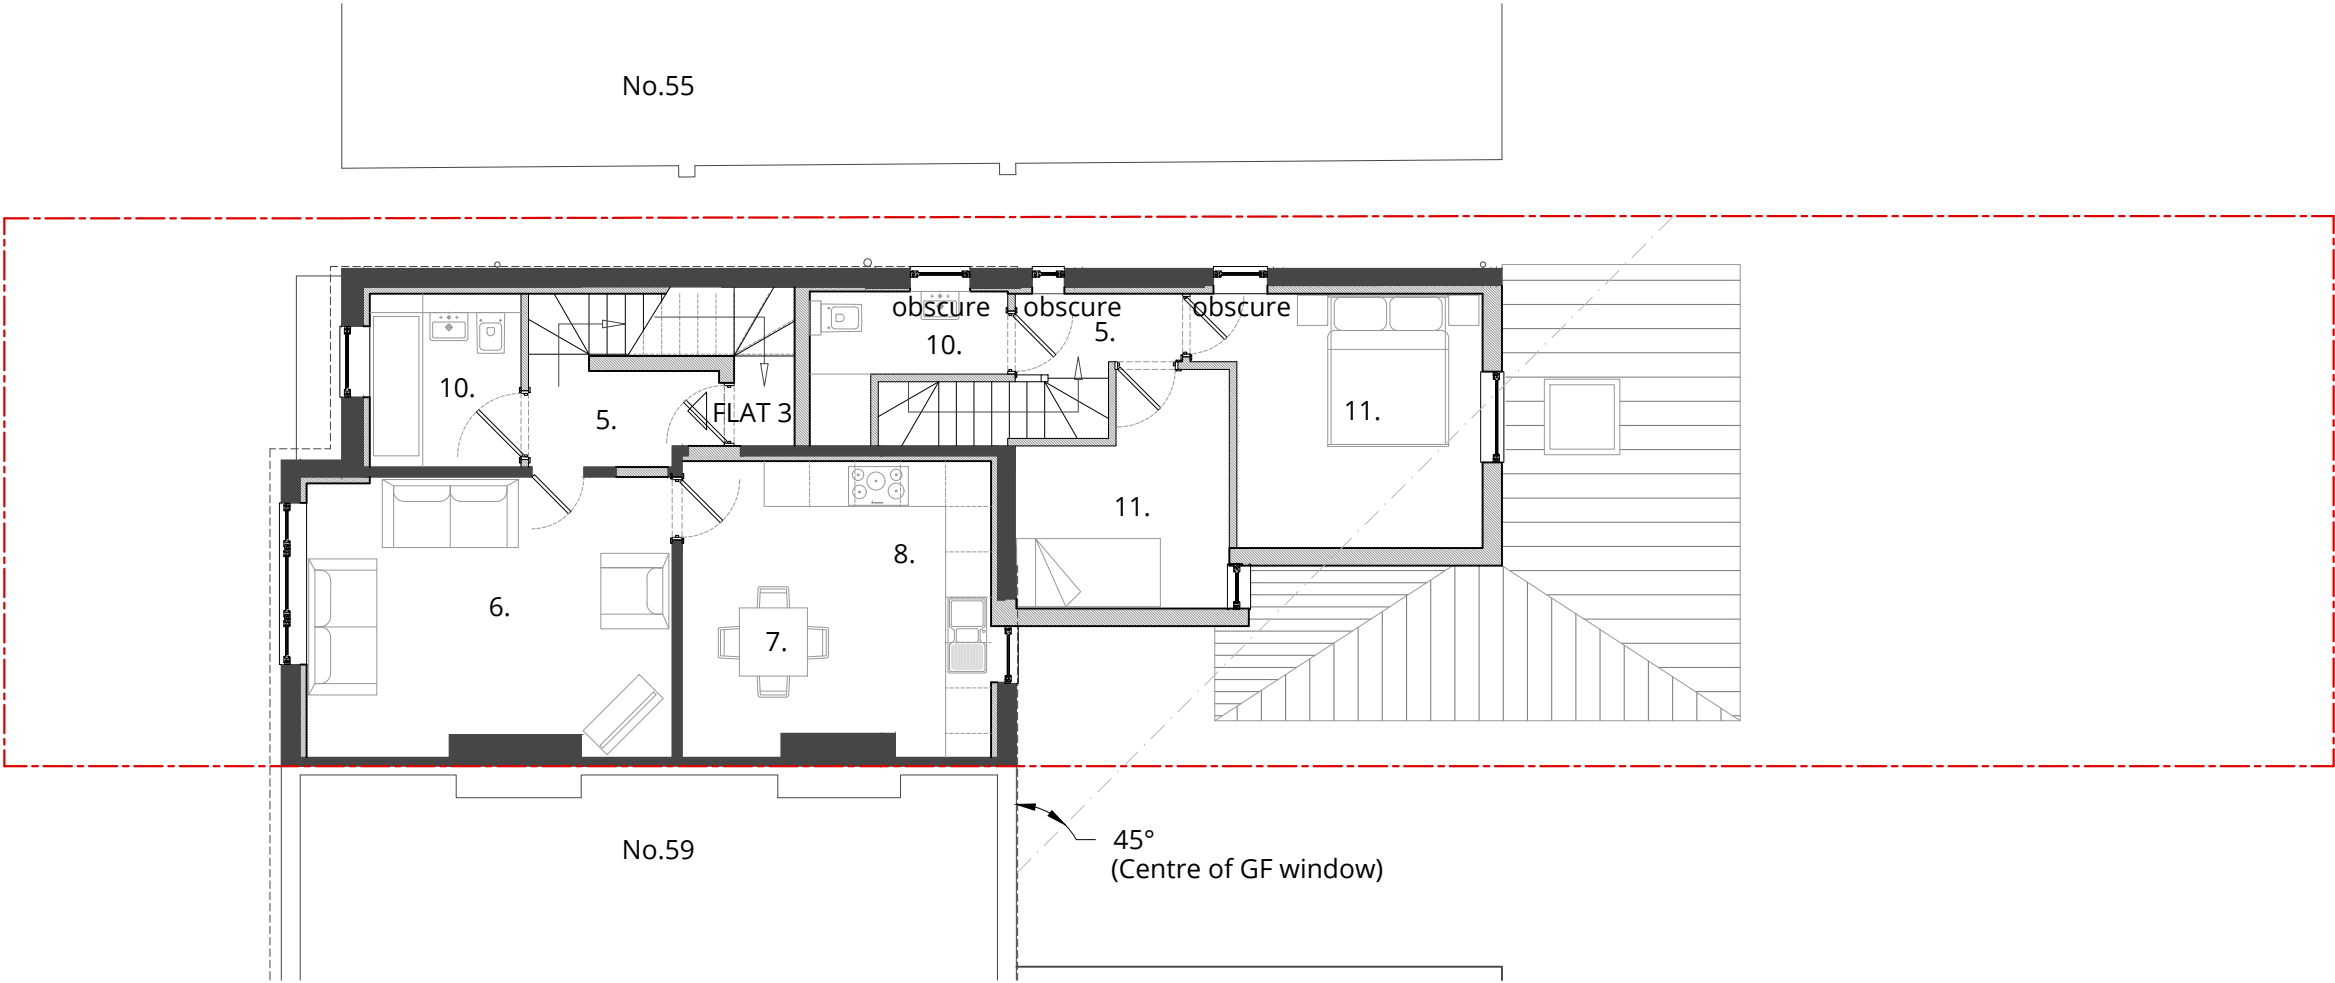 No.55
obscure
obscure
obscure
10.
5.
10.
5.
FLAT 3
11.
11.
8.
6.
7.
No.59
45°
(Centre of GF window)